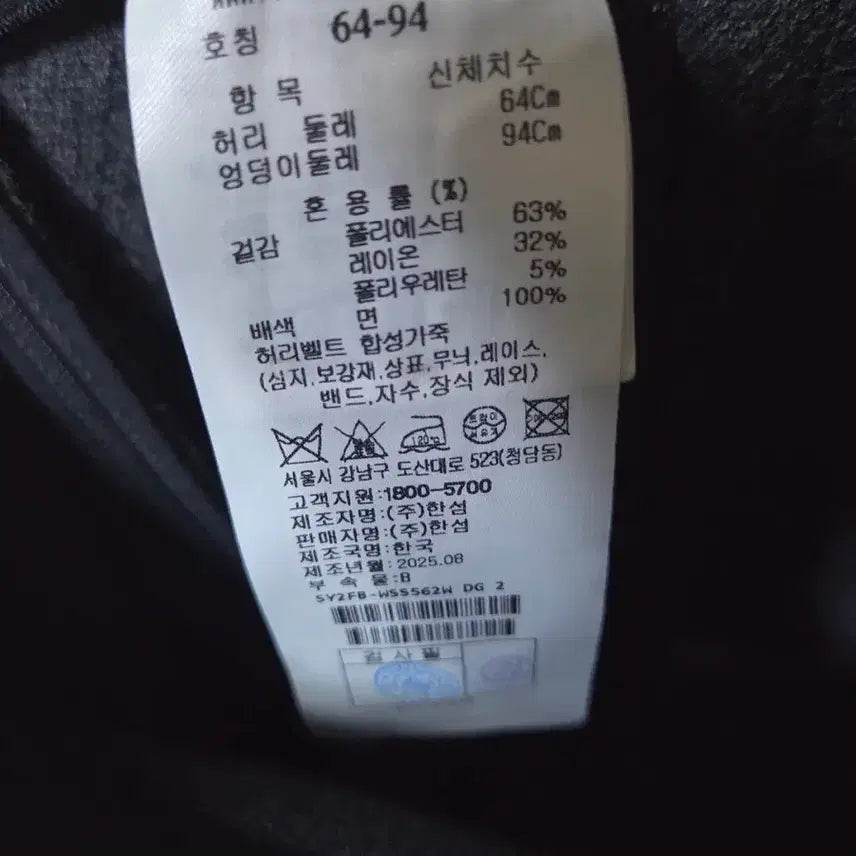 호칭 64-94
항 목 신체치수
허리 둘레 64Cm
엉덩이둘레 94Cm
혼 용 률 (%)
겉감 폴리에스터 63%
레이온 32%
폴리우레탄 5%
배색 면 100%
허리벨트 합성가죽
(심지,보강재,상표,무늬,레이스,
밴드,자수,장식 제외)
120℃ 드라이
서울시 강남구 도산대로 523(청담동)
고객지원:1800-5700
제조자명:(주)한섬
판매자명:(주)한섬
제조국명:한국
제조년월:2025.08
부 속 물:B
SY2FB-WSS562W DG 2
검 사 필